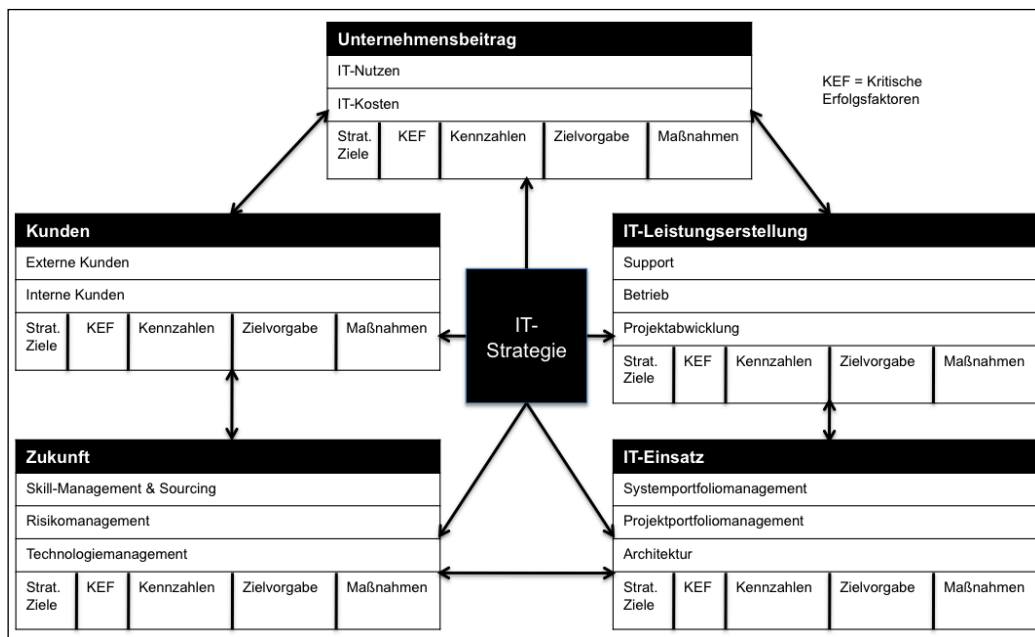 Unternehmensbeitrag
IT-Nutzen
IT-Kosten
Strat. Ziele KEF Kennzahlen Zielvorgabe Maßnahmen
KEF = Kritische
Erfolgsfaktoren
Kunden
Externe Kunden
Interne Kunden
Strat. Ziele KEF Kennzahlen Zielvorgabe Maßnahmen
IT-
Strategie
IT-Leistungserstellung
Support
Betrieb
Projektabwicklung
Strat. Ziele KEF Kennzahlen Zielvorgabe Maßnahmen
Zukunft
Skill-Management & Sourcing
Risikomanagement
Technologiemanagement
Strat. Ziele KEF Kennzahlen Zielvorgabe Maßnahmen
IT-Einsatz
Systemportfoliomanagement
Projektportfoliomanagement
Architektur
Strat. Ziele KEF Kennzahlen Zielvorgabe Maßnahmen